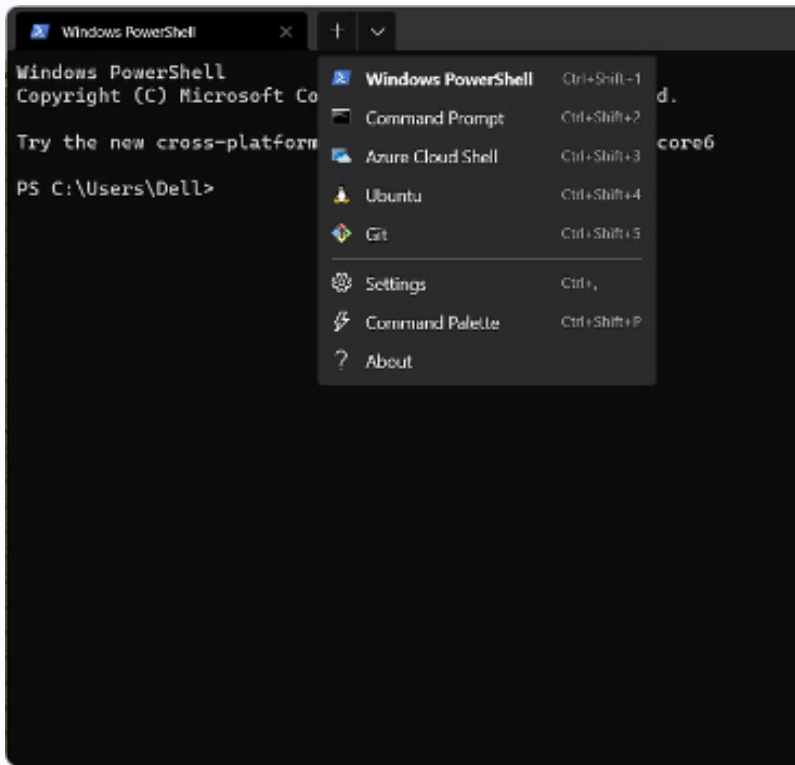 Windows PowerShell
Windows PowerShell
Copyright (C) Microsoft Co d.
Try the new cross-platform core6
PS C:\Users\Dell>
Windows PowerShell Ctrl+Shift+1
Command Prompt Ctrl+Shift+2
Azure Cloud Shell Ctrl+Shift+3
Ubuntu Ctrl+Shift+4
Git Ctrl+Shift+5
Settings Ctrl+,
Command Palette Ctrl+Shift+P
About